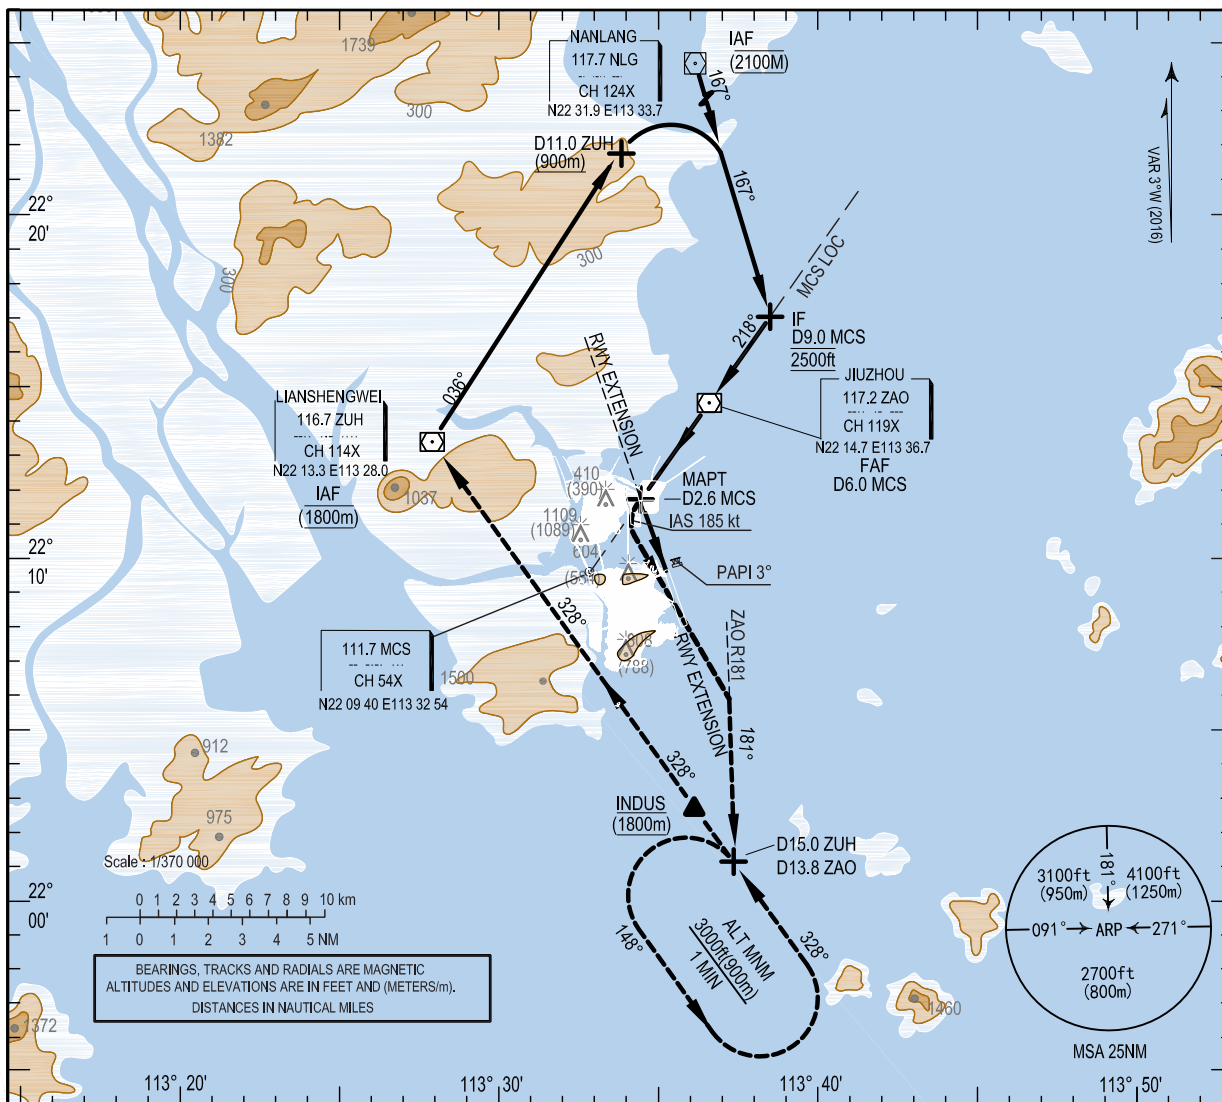 1739
300
1382
NANLANG
117.7 NLG
CH 124X
N22 31.9 E113 33.7
IAF
(2100M)
167°
D11.0 ZUH
(900m)
167°
VAR 3°W (2016)
22°
20'
300
300
MCS LOC
218°
IF
D9.0 MCS
2500ft
RWY EXTENSION
036°
LIANSHENGWEI
116.7 ZUH
CH 114X
N22 13.3 E113 28.0
IAF
(1800m)
1037
JIUZHOU
117.2 ZAO
CH 119X
N22 14.7 E113 36.7
FAF
D6.0 MCS
410
(390)
1109
(1089)
604
MAPT
D2.6 MCS
IAS 185 kt
22°
10'
PAPI 3°
328°
ZAO R181
111.7 MCS
CH 54X
N22 09 40 E113 32 54
1500
808
(788)
RWY EXTENSION
181°
328°
912
975
INDUS
(1800m)
D15.0 ZUH
D13.8 ZAO
Scale : 1/370 000
0 1 2 3 4 5 6 7 8 9 10 km
1 0 1 2 3 4 5 NM
22°
00'
148°
ALT MNM
3000ft(900m)
1 MIN
328°
3100ft
(950m)
181°
4100ft
(1250m)
091°
ARP
271°
2700ft
(800m)
MSA 25NM
BEARINGS, TRACKS AND RADIALS ARE MAGNETIC
ALTITUDES AND ELEVATIONS ARE IN FEET AND (METERS/m).
DISTANCES IN NAUTICAL MILES
1372
1460
113° 20'
113° 30'
113° 40'
113° 50'